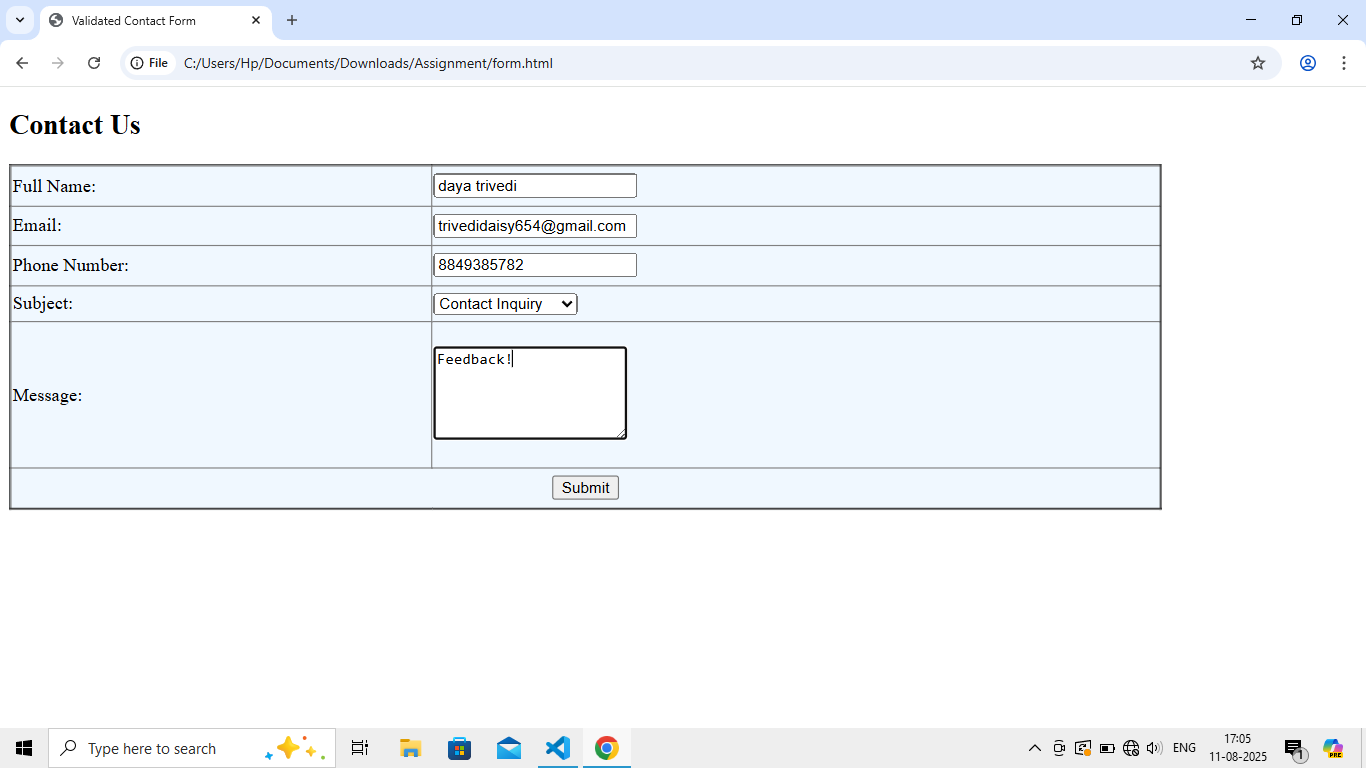 Validated Contact Form
File
C:/Users/Hp/Documents/Downloads/Assignment/form.html
Contact Us
Full Name: daya trivedi
Email: trivedidaisy654@gmail.com
Phone Number: 8849385782
Subject: Contact Inquiry
Message: Feedback!
Submit
Type here to search
PRE
ENG
17:05
11-08-2025
1